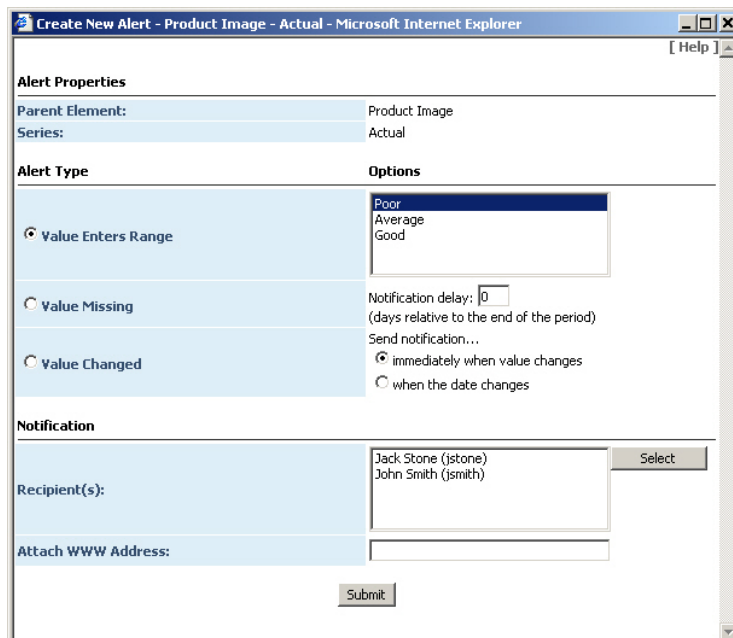 Create New Alert - Product Image - Actual - Microsoft Internet Explorer
[ Help ]
Alert Properties
Parent Element: Product Image
Series: Actual
Alert Type Options
Value Enters Range
Poor
Average
Good
Value Missing
Notification delay: 0
(days relative to the end of the period)
Value Changed
Send notification...
immediately when value changes
when the date changes
Notification
Recipient(s):
Jack Stone (jstone)
John Smith (jsmith)
Select
Attach WWW Address:
Submit